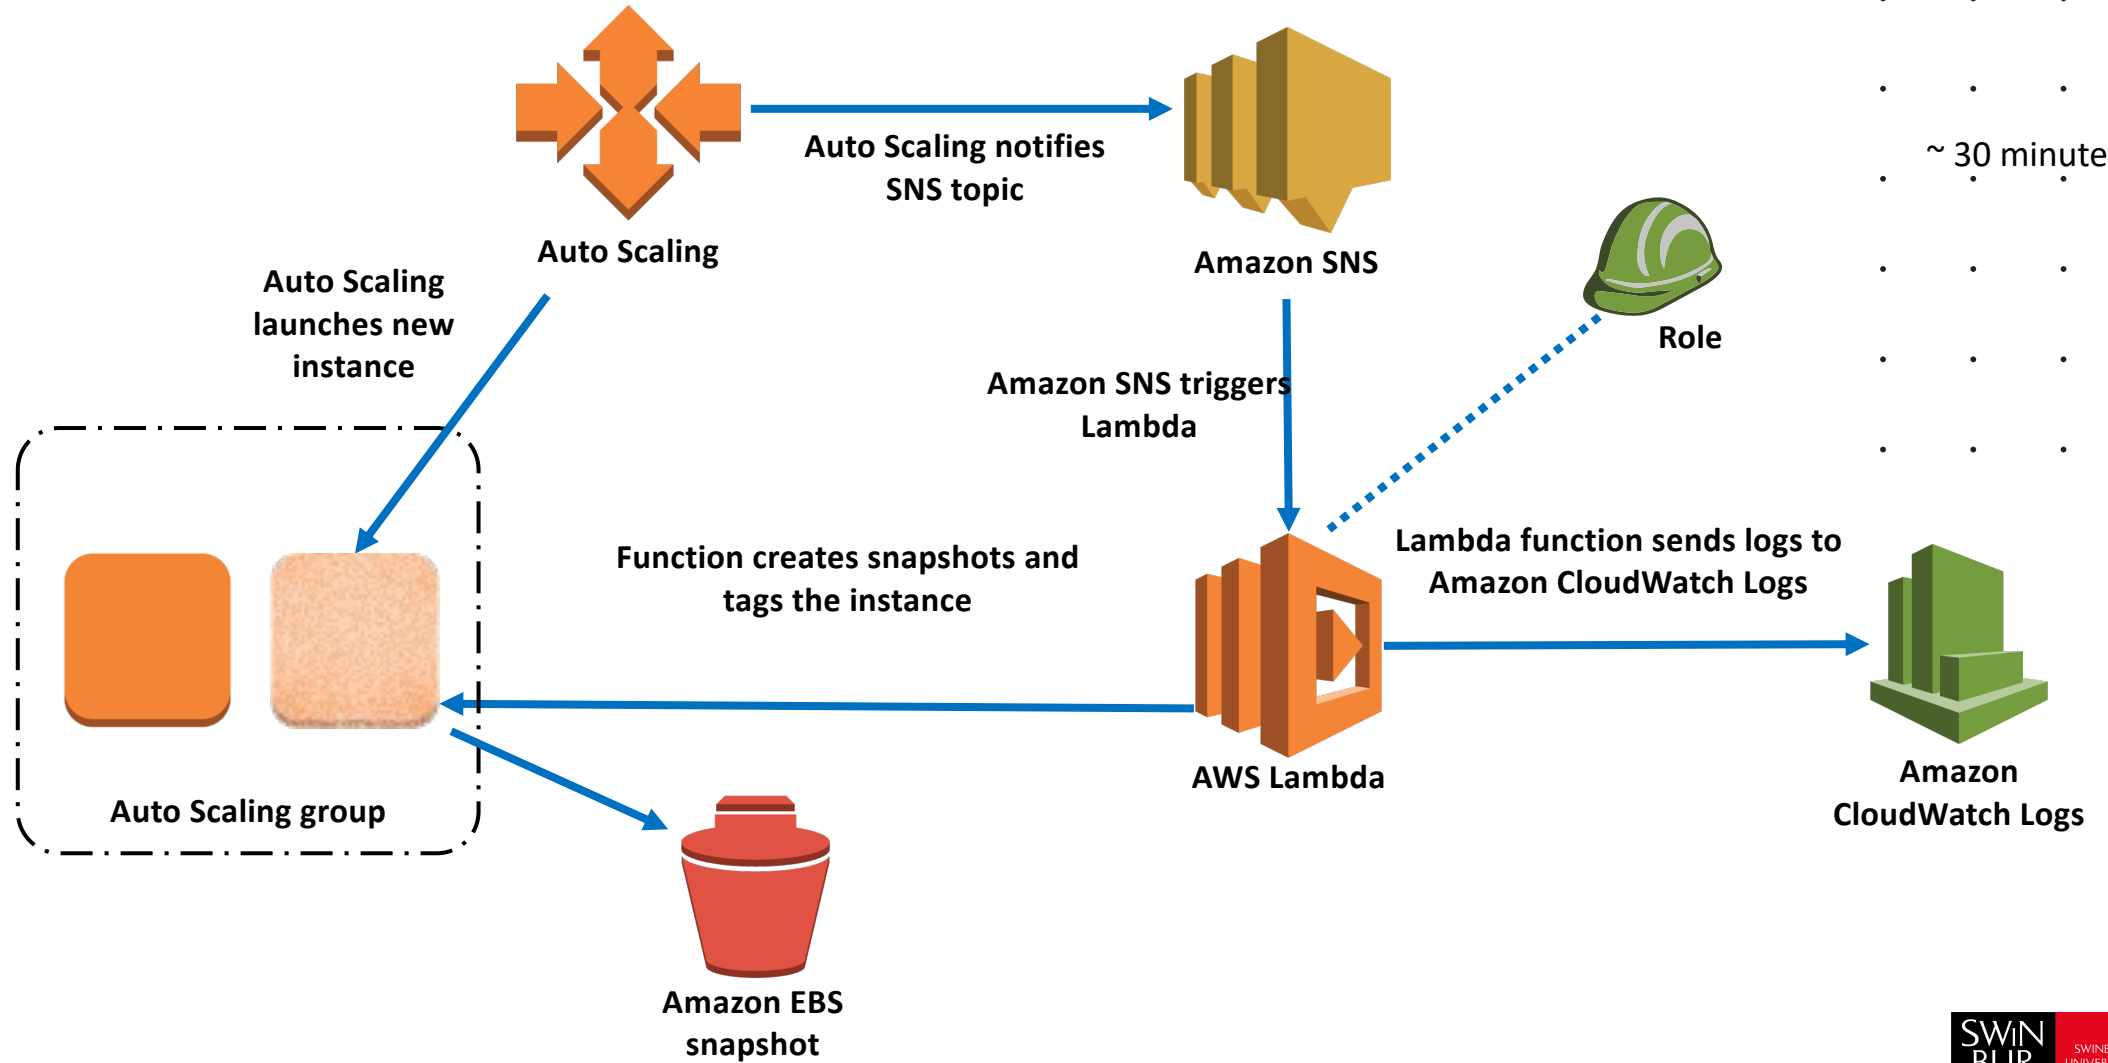 Auto Scaling notifies
SNS topic
~ 30 minute
Auto Scaling
Amazon SNS
Auto Scaling
launches new
instance
Role
Amazon SNS triggers
Lambda
Function creates snapshots and
tags the instance
Lambda function sends logs to
Amazon CloudWatch Logs
AWS Lambda
Amazon
CloudWatch Logs
Auto Scaling group
Amazon EBS
snapshot
SWIN
BUR